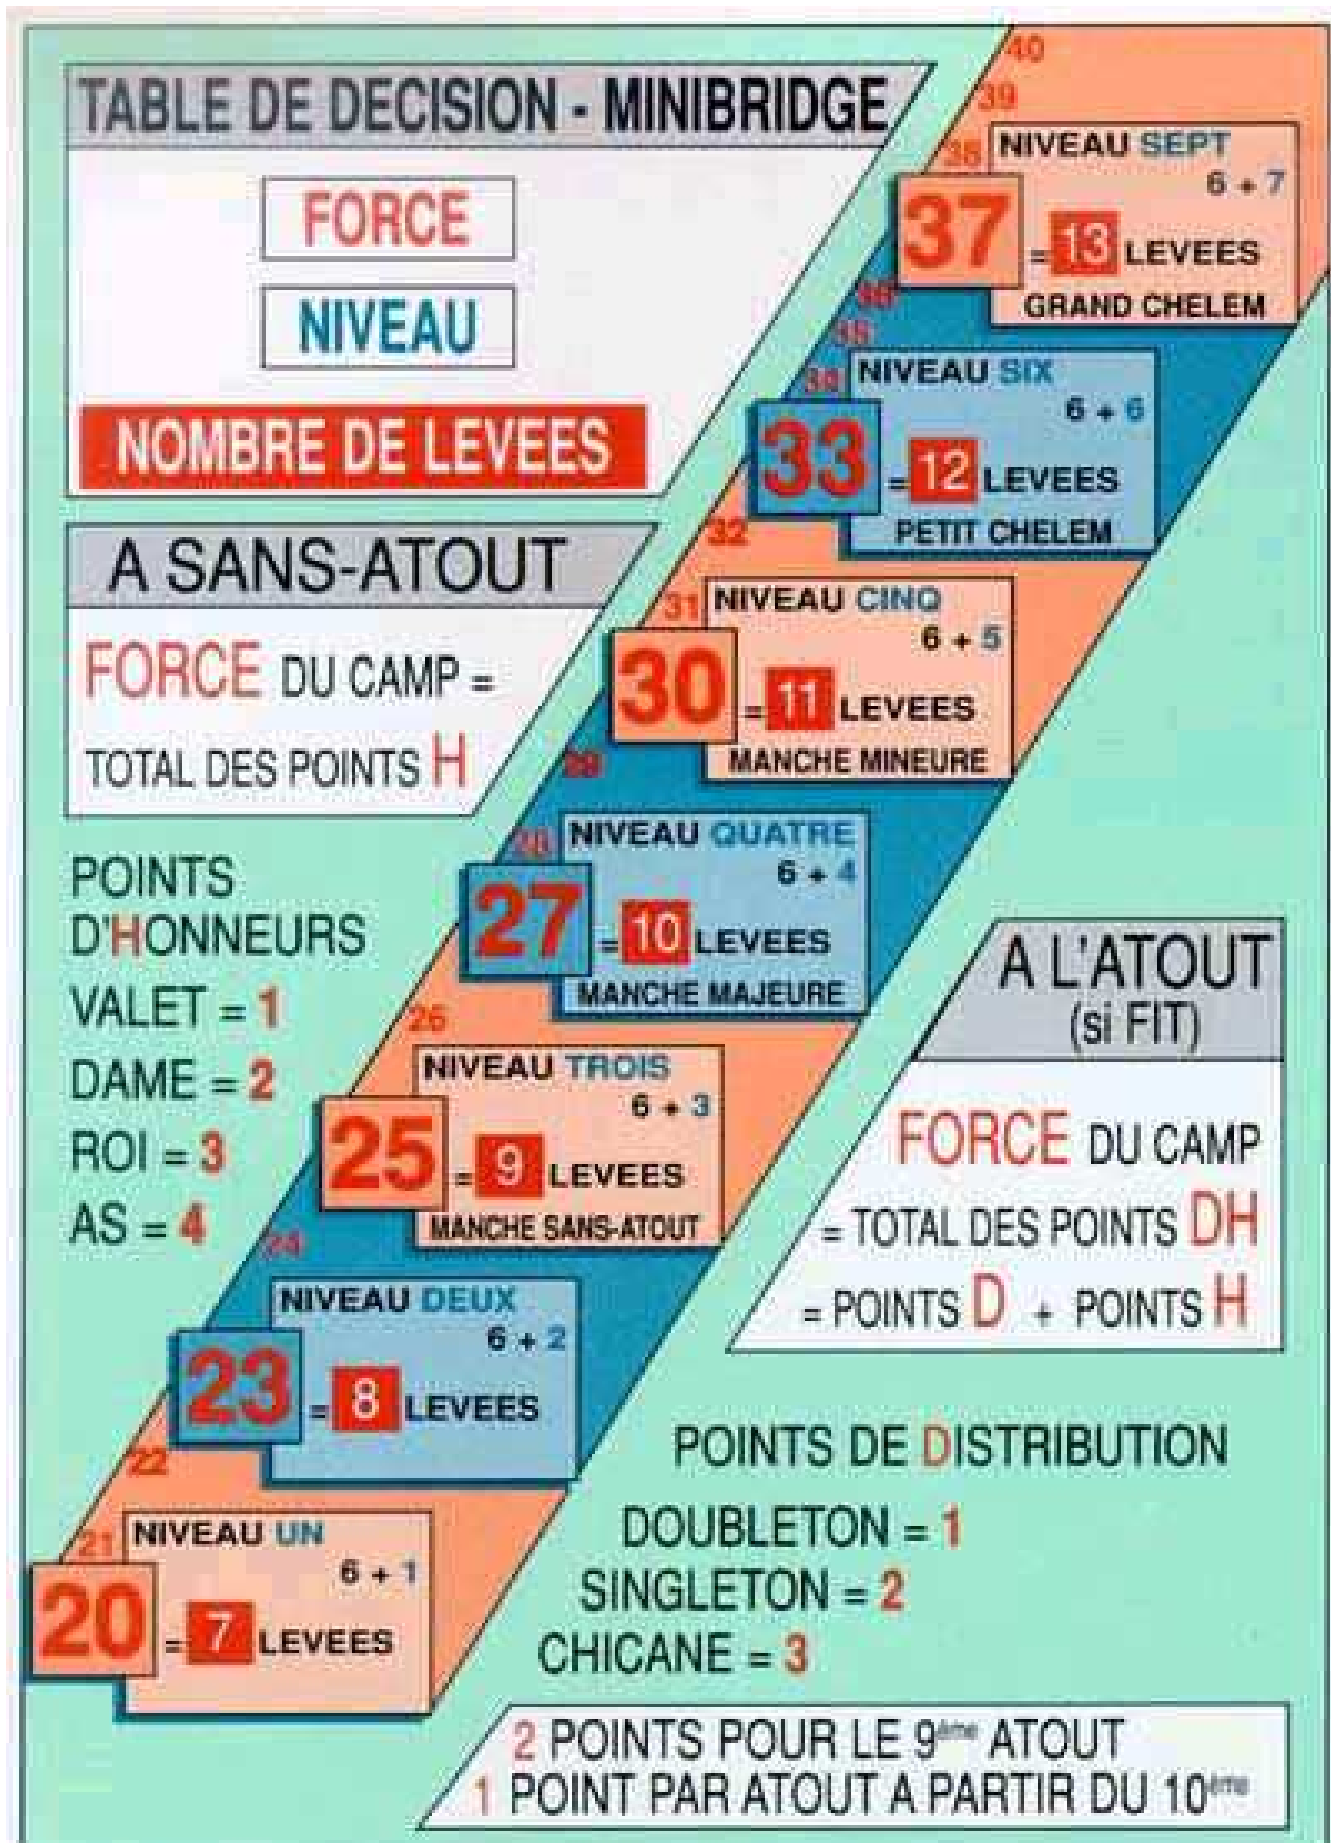 TABLE DE DECISION - MINIBRIDGE
FORCE
NIVEAU
NOMBRE DE LEVEES
A SANS-ATOUT
FORCE DU CAMP =
TOTAL DES POINTS H
POINTS
D'HONNEURS
VALET = 1
DAME = 2
ROI = 3
AS = 4
40
39
38
NIVEAU SEPT
6 + 7
37 = 13 LEVEES
GRAND CHELEM
36
35
34
NIVEAU SIX
6 + 6
33 = 12 LEVEES
PETIT CHELEM
32
31
NIVEAU CINQ
6 + 5
30 = 11 LEVEES
MANCHE MINEURE
NIVEAU QUATRE
6 + 4
27 = 10 LEVEES
MANCHE MAJEURE
26
NIVEAU TROIS
6 + 3
25 = 9 LEVEES
MANCHE SANS-ATOUT
24
NIVEAU DEUX
6 + 2
23 = 8 LEVEES
22
21
NIVEAU UN
6 + 1
20 = 7 LEVEES
A L'ATOUT
(si FIT)
FORCE DU CAMP
= TOTAL DES POINTS DH
= POINTS D + POINTS H
POINTS DE DISTRIBUTION
DOUBLETON = 1
SINGLETON = 2
CHICANE = 3
2 POINTS POUR LE 9ème ATOUT
1 POINT PAR ATOUT A PARTIR DU 10ème